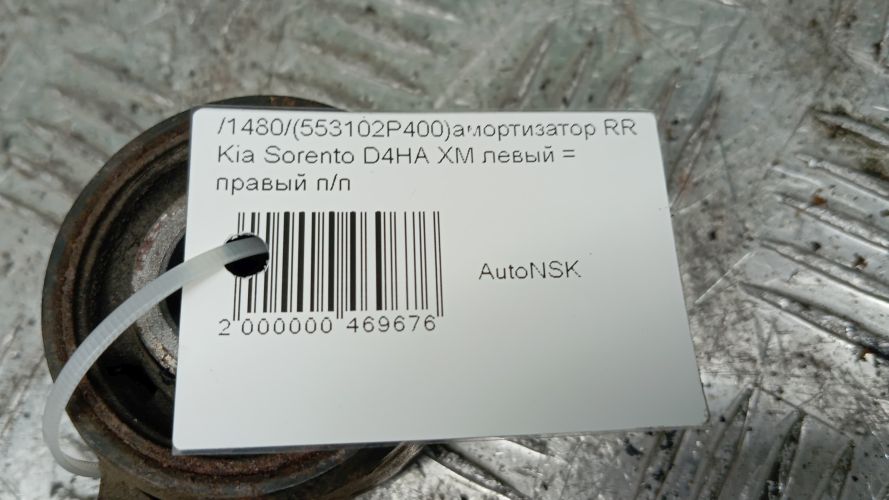 /1480/(553102P400)амортизатор RR
Kia Sorento D4HA XM левый =
правый п/п
AutoNSK
2 000000 469676